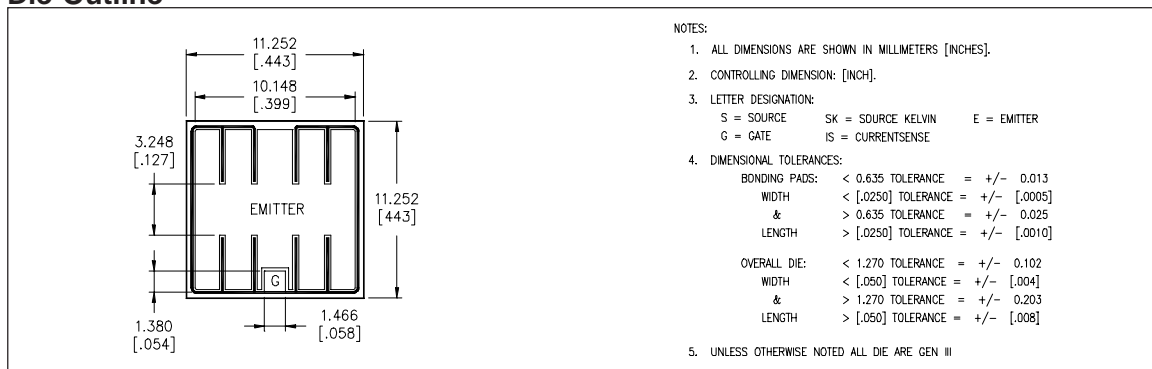 Die Outline
11.252
[.443]
10.148
[.399]
3.248
[.127]
EMITTER
11.252
[443]
G
1.380
[.054]
1.466
[.058]
NOTES:
1. ALL DIMENSIONS ARE SHOWN IN MILLIMETERS [INCHES].
2. CONTROLLING DIMENSION: [INCH].
3. LETTER DESIGNATION:
S = SOURCE SK = SOURCE KELVIN E = EMITTER
G = GATE IS = CURRENTSENSE
4. DIMENSIONAL TOLERANCES:
BONDING PADS: < 0.635 TOLERANCE = +/- 0.013
WIDTH < [.0250] TOLERANCE = +/- [.0005]
& > 0.635 TOLERANCE = +/- 0.025
LENGTH > [.0250] TOLERANCE = +/- [.0010]
OVERALL DIE: < 1.270 TOLERANCE = +/- 0.102
WIDTH < [.050] TOLERANCE = +/- [.004]
& > 1.270 TOLERANCE = +/- 0.203
LENGTH > [.050] TOLERANCE = +/- [.008]
5. UNLESS OTHERWISE NOTED ALL DIE ARE GEN III